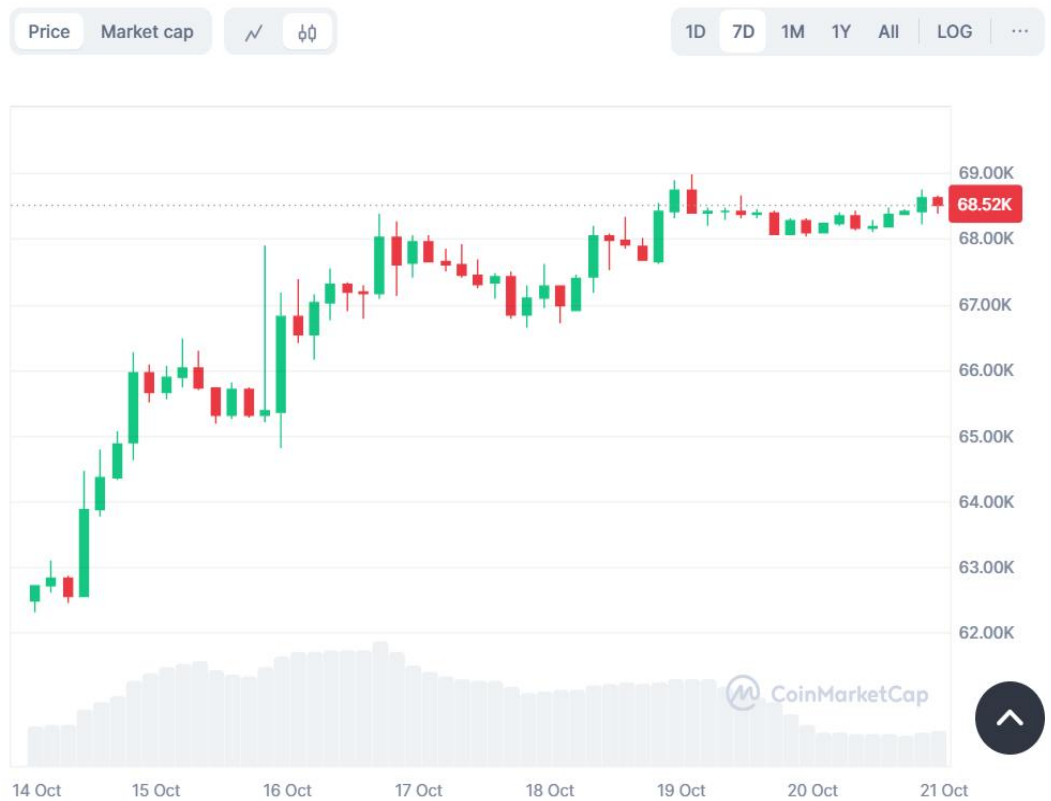 Price Market cap 1D 7D 1M 1Y All LOG ...
69.00K
68.52K
68.00K
67.00K
66.00K
65.00K
64.00K
63.00K
62.00K
CoinMarketCap
14 Oct 15 Oct 16 Oct 17 Oct 18 Oct 19 Oct 20 Oct 21 Oct